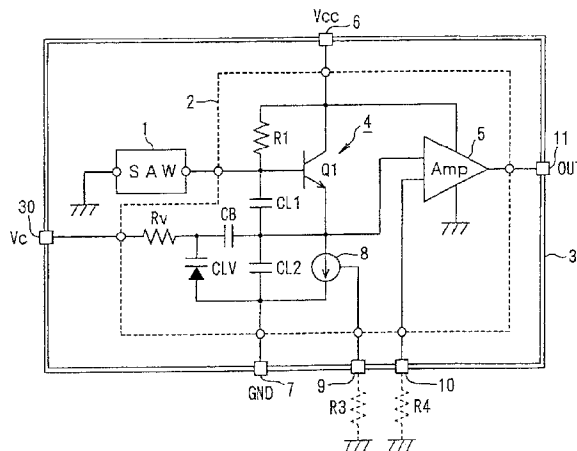 Vcc
6
2
4
1
SAW
R1
Q1
5
Amp
11
OUT
30
Vc
Rv
CB
CL1
CLV
CL2
8
3
GND
7
9
10
R3
R4